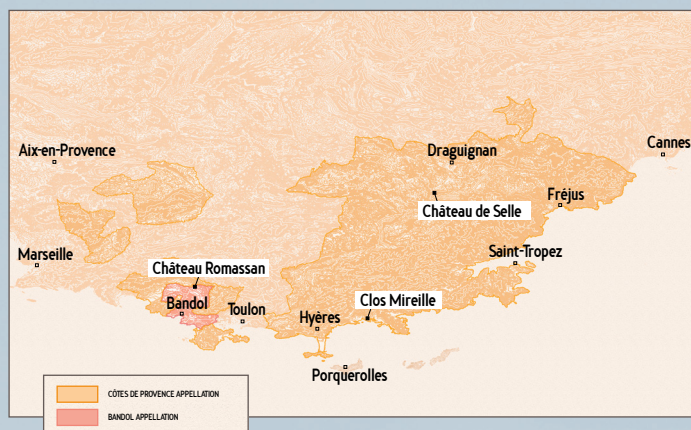 Aix-en-Provence
Draguignan
Cannes
Château de Selle
Fréjus
Marseille
Saint-Tropez
Château Romassan
Bandol
Toulon
Hyères
Clos Mireille
Porquerolles
CÔTES DE PROVENCE APPELLATION
BANDOL APPELLATION